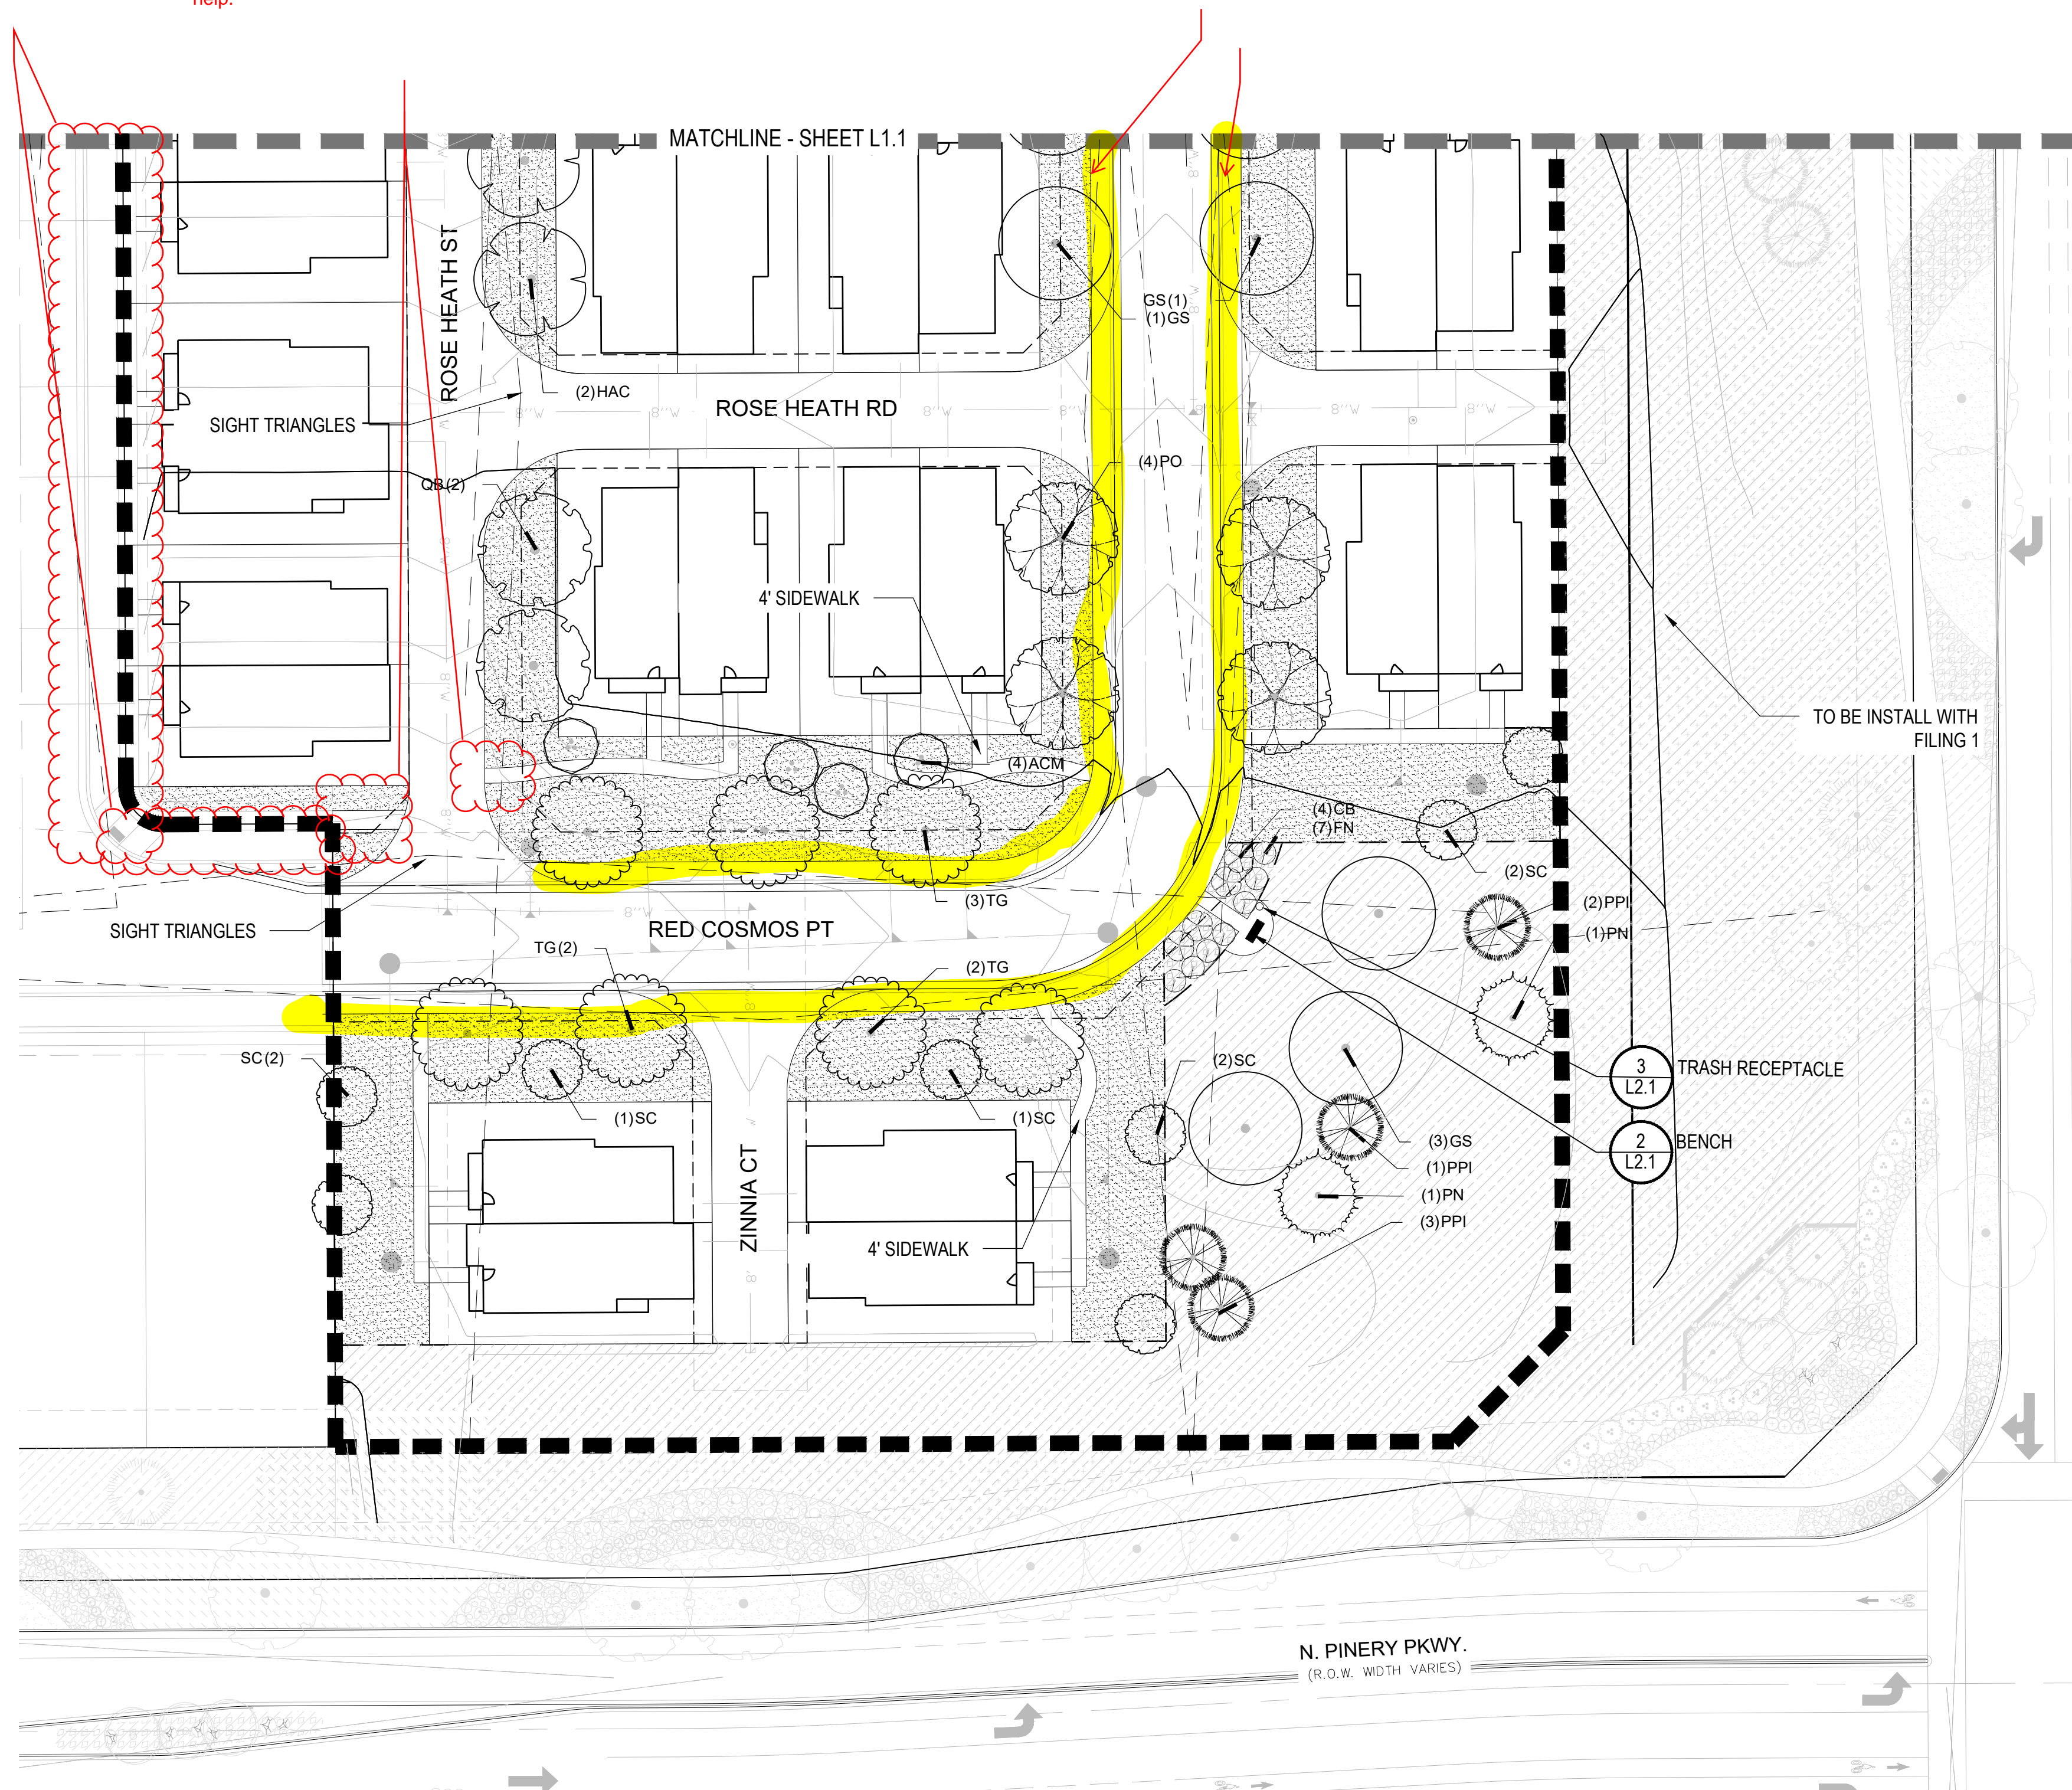 help.
MATCHLINE - SHEET L1.1
ROSE HEATH ST
GS(1)
(1)GS
(2)HAC
ROSE HEATH RD
SIGHT TRIANGLES
(4)PO
QB(2)
4' SIDEWALK
TO BE INSTALL WITH
FILING 1
(4)ACM
(4)CB
(7)FN
(2)SC
(3)TG
(2)PPI
(1)PN
SIGHT TRIANGLES
RED COSMOS PT
TG(2)
(2)TG
SC(2)
(2)SC
3
L2.1
TRASH RECEPTACLE
(1)SC
(1)SC
(3)GS
2
L2.1
BENCH
(1)PPI
(1)PN
(3)PPI
ZINNIA CT
4' SIDEWALK
N. PINERY PKWY.
(R.O.W. WIDTH VARIES)